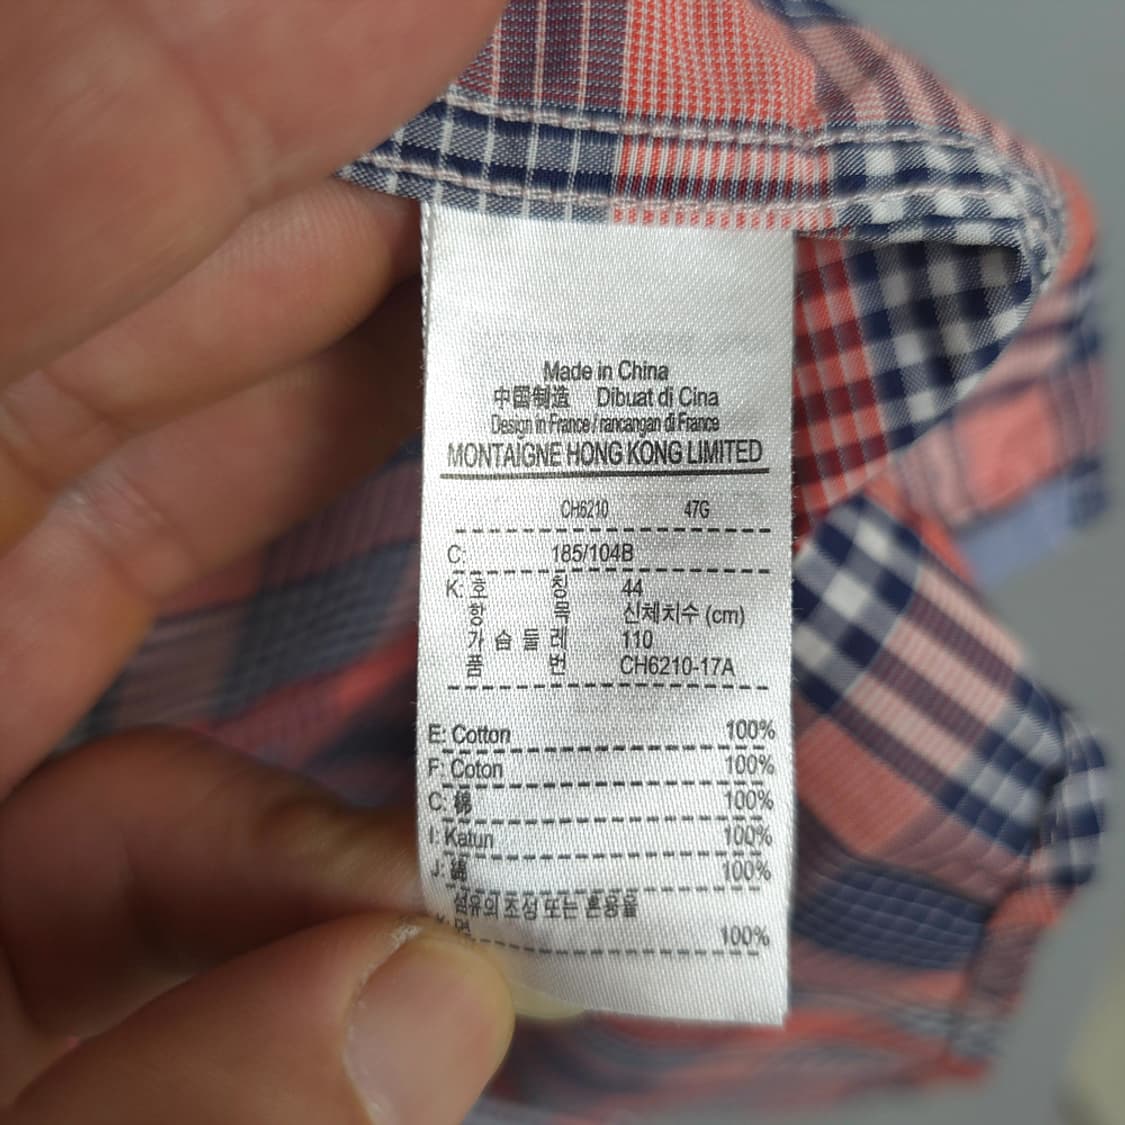 Made in China
中国制造 Dibuat di Cina
Design in France / rancangan di France
MONTAIGNE HONG KONG LIMITED
CH6210 47G
C: 185/104B
K: 호 칭 44
항 목 신체치수 (cm)
가 슴 둘 레 110
품 번 CH6210-17A
E: Cotton 100%
F: Coton 100%
C: 棉 100%
I: Katun 100%
J: 綿 100%
섬유의 조성 또는 혼용율
K: 면 100%